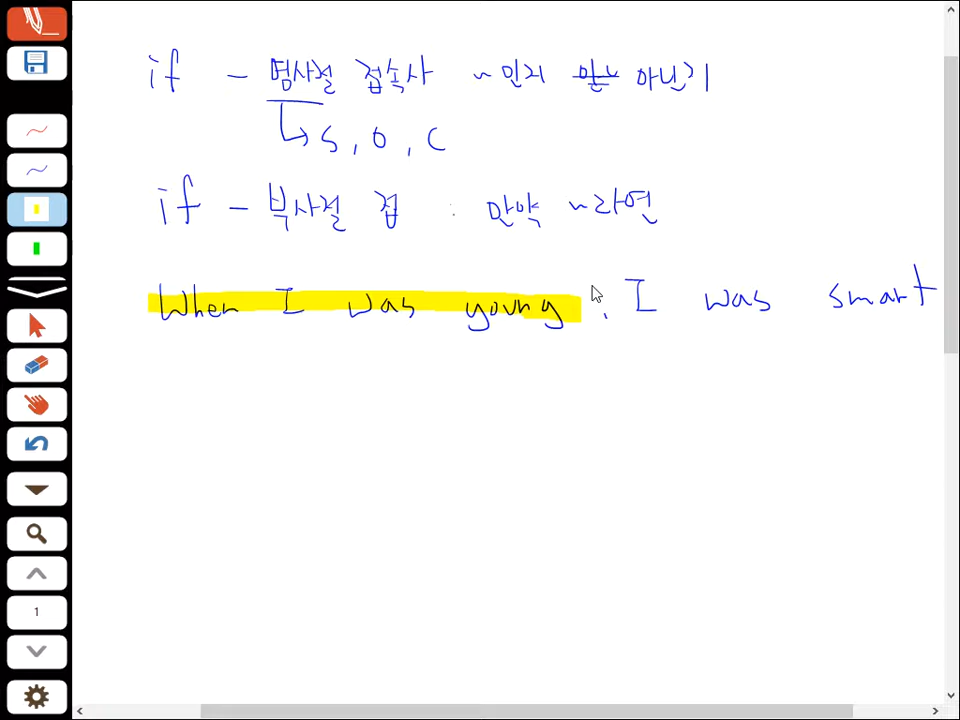 if - 명사절 접속사 ~인지 아닌지
↳ S, O, C
if - 부사절 접 : 만약 ~라면
When I was young, I was smart
1